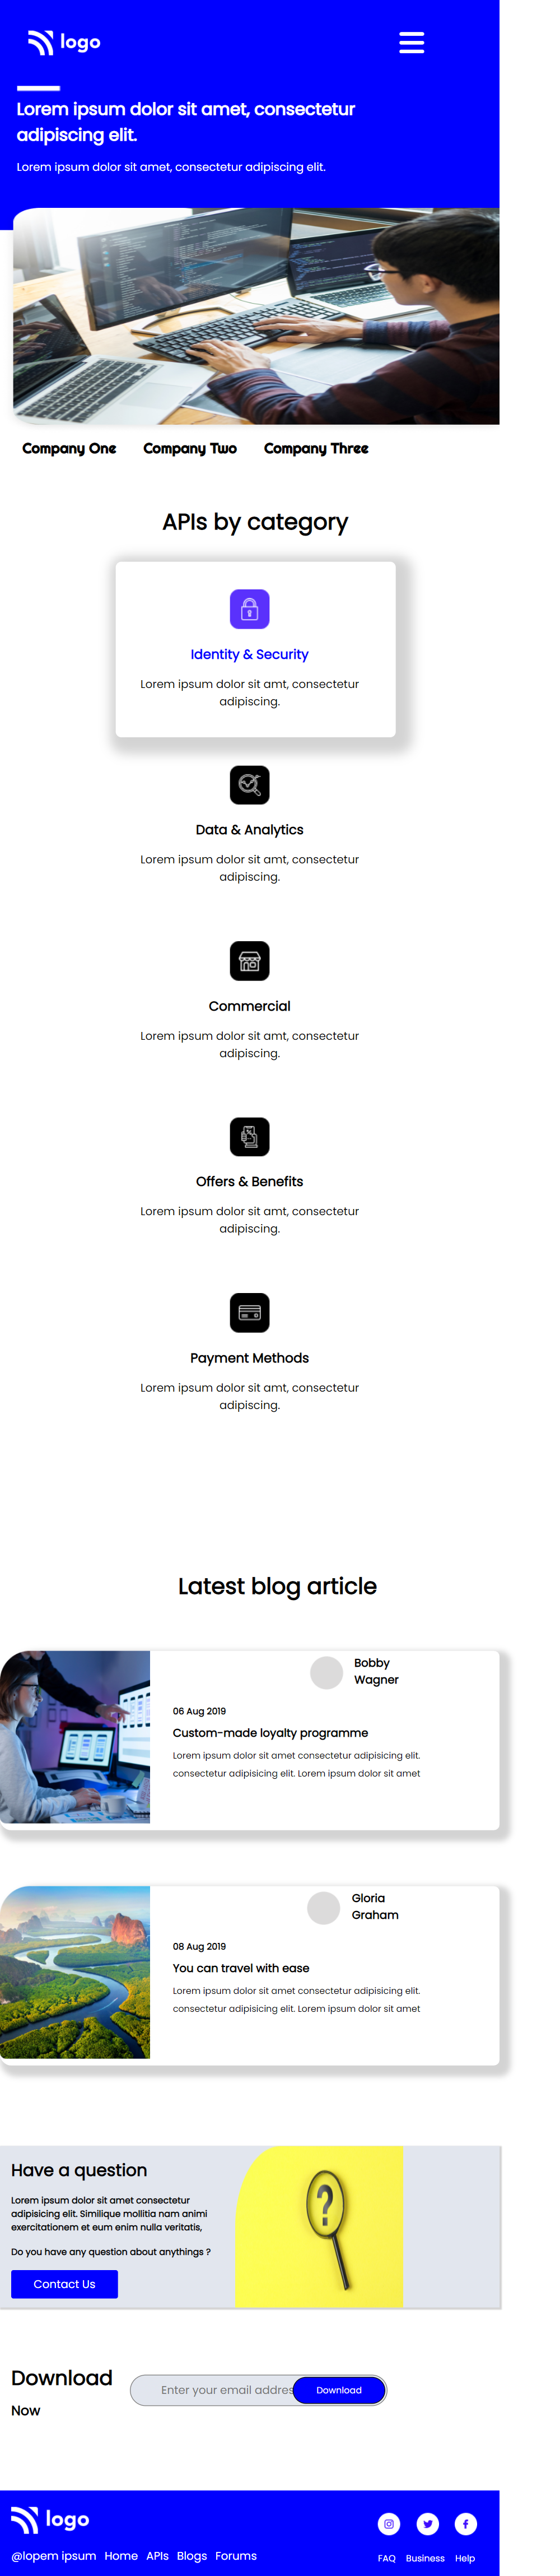 logo
Lorem ipsum dolor sit amet, consectetur
adipiscing elit.
Lorem ipsum dolor sit amet, consectetur adipiscing elit.
Company One Company Two Company Three
APIs by category
Identity & Security
Lorem ipsum dolor sit amt, consectetur
adipiscing.
Data & Analytics
Lorem ipsum dolor sit amt, consectetur
adipiscing.
Commercial
Lorem ipsum dolor sit amt, consectetur
adipiscing.
Offers & Benefits
Lorem ipsum dolor sit amt, consectetur
adipiscing.
Payment Methods
Lorem ipsum dolor sit amt, consectetur
adipiscing.
Latest blog article
Bobby
Wagner
06 Aug 2019
Custom-made loyalty programme
Lorem ipsum dolor sit amet consectetur adipisicing elit.
consectetur adipisicing elit. Lorem ipsum dolor sit amet
Gloria
Graham
08 Aug 2019
You can travel with ease
Lorem ipsum dolor sit amet consectetur adipisicing elit.
consectetur adipisicing elit. Lorem ipsum dolor sit amet
Have a question
Lorem ipsum dolor sit amet consectetur
adipisicing elit. Similique mollitia nam animi
exercitationem et eum enim nulla veritatis,
Do you have any question about anythings ?
Contact Us
?
Download
Now
Enter your email addres
Download
logo
@lopem ipsum Home APIs Blogs Forums
FAQ Business Help